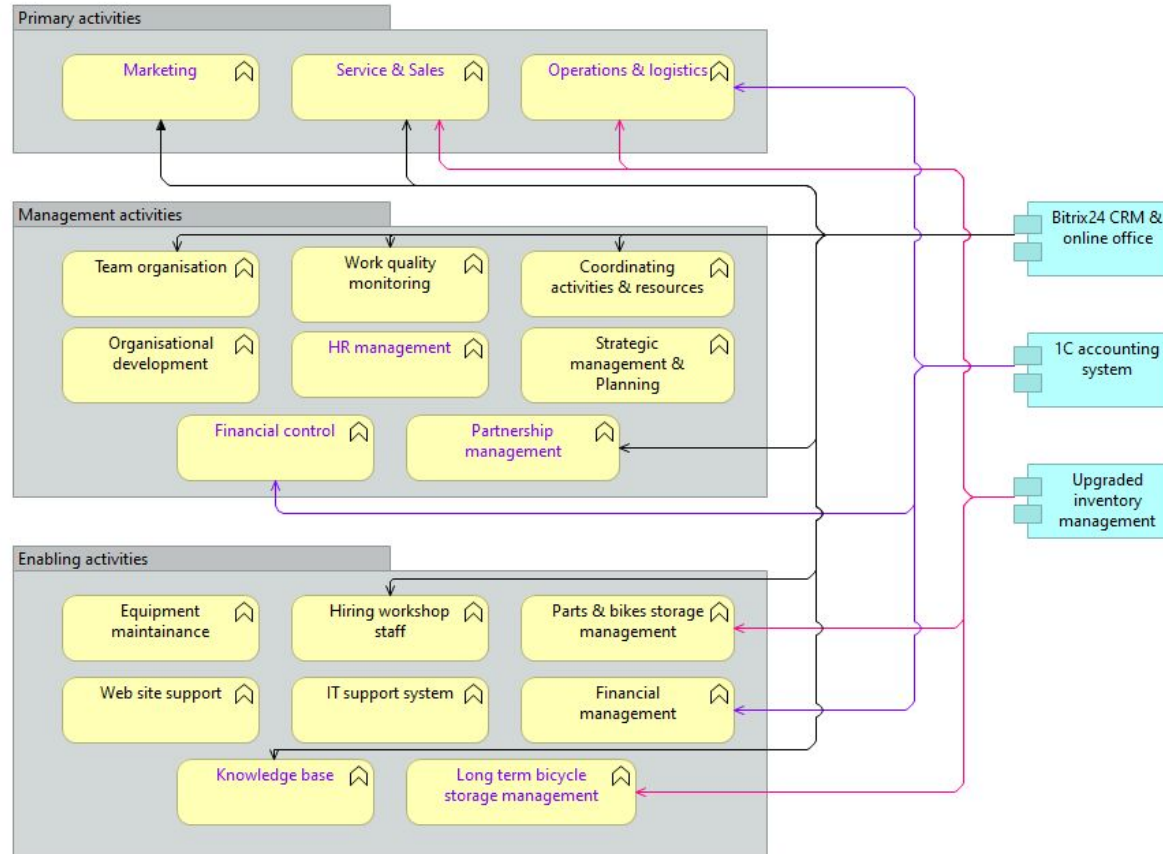 Primary activities
Marketing
Service & Sales
Operations & logistics
Management activities
Team organisation
Work quality
monitoring
Coordinating
activities & resources
Organisational
development
HR management
Strategic
management &
Planning
Financial control
Partnership
management
Enabling activities
Equipment
maintainance
Hiring workshop
staff
Parts & bikes storage
management
Web site support
IT support system
Financial
management
Knowledge base
Long term bicycle
storage management
Bitrix24 CRM &
online office
1C accounting
system
Upgraded
inventory
management